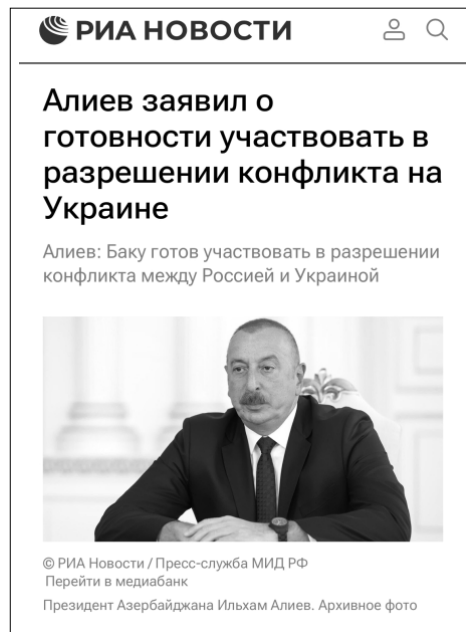 РИА НОВОСТИ
Алиев заявил о
готовности участвовать в
разрешении конфликта на
Украине
Алиев: Баку готов участвовать в разрешении
конфликта между Россией и Украиной
© РИА Новости / Пресс-служба МИД РФ
Перейти в медиабанк
Президент Азербайджана Ильхам Алиев. Архивное фото